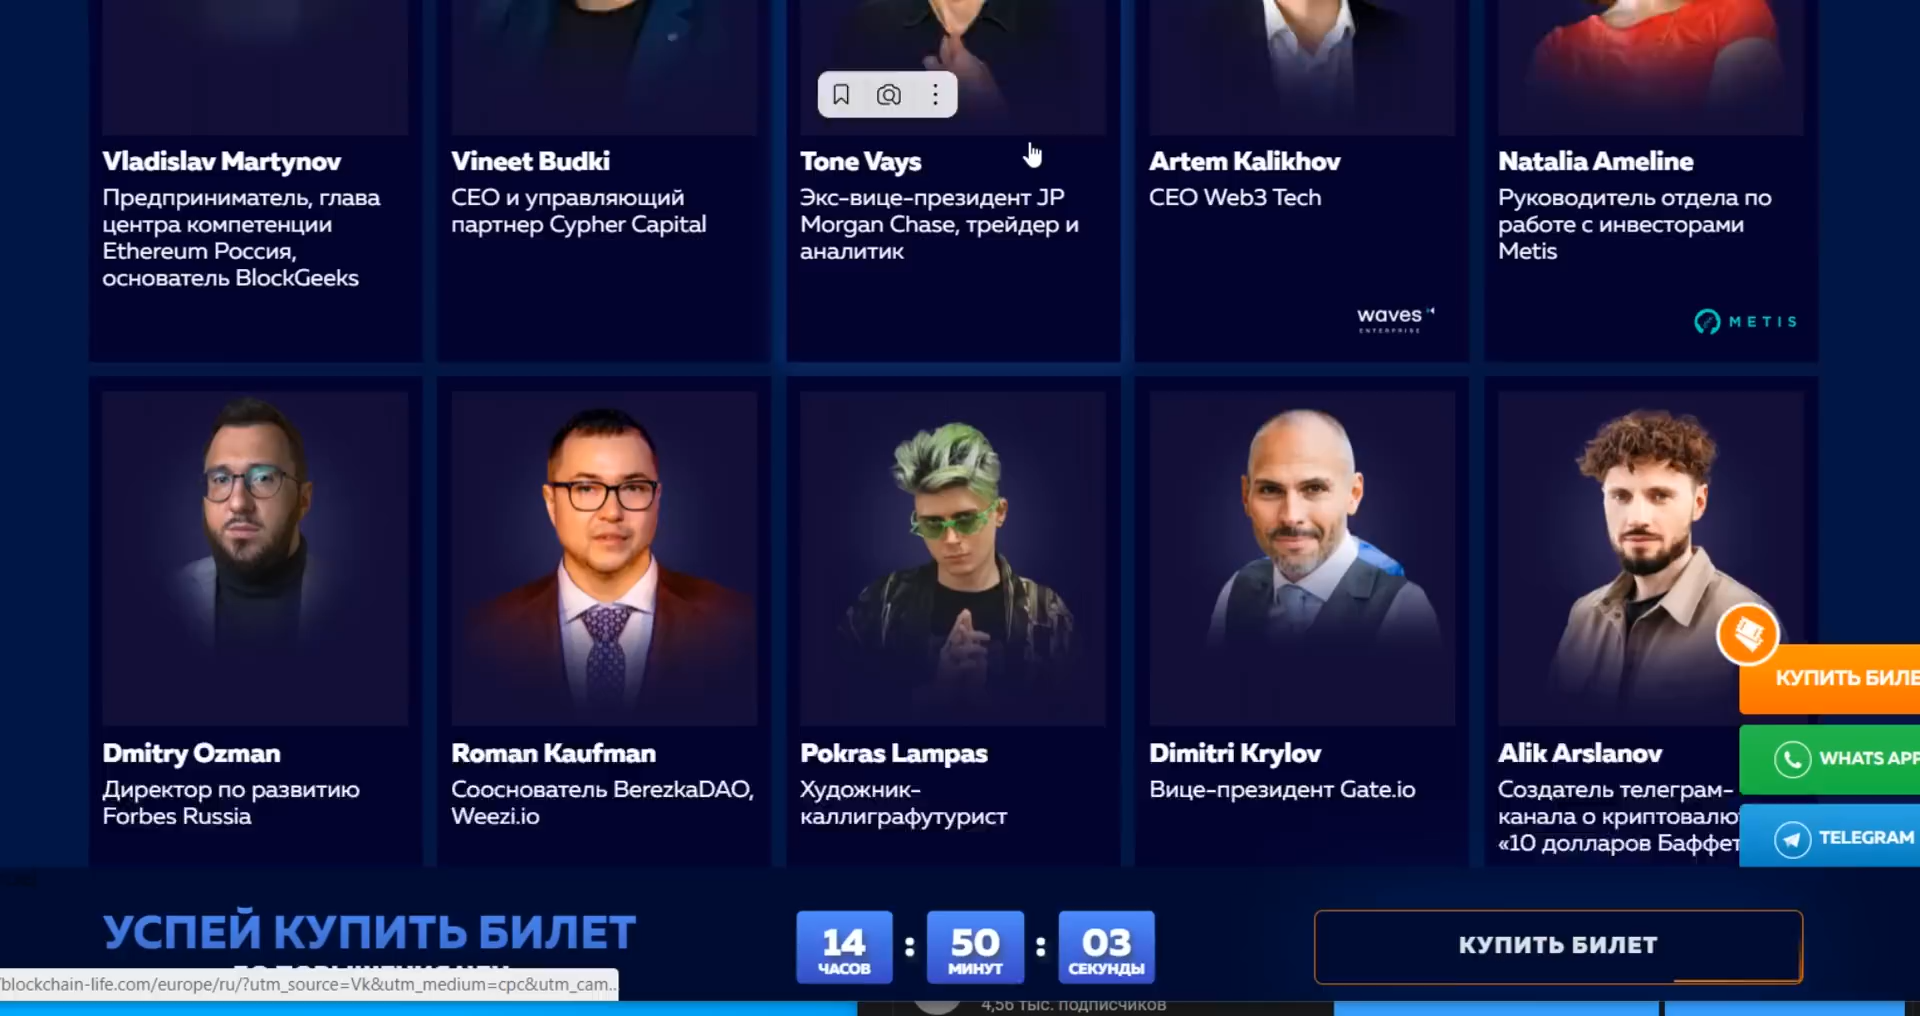 Vladislav Martynov
Предприниматель, глава
центра компетенции
Ethereum Россия,
основатель BlockGeeks
Vineet Budki
CEO и управляющий
партнер Cypher Capital
Tone Vays
Экс-вице-президент JP
Morgan Chase, трейдер и
аналитик
Artem Kalikhov
CEO Web3 Tech
waves
ENTERPRISE
Natalia Ameline
Руководитель отдела по
работе с инвесторами
Metis
METIS
Dmitry Ozman
Директор по развитию
Forbes Russia
Roman Kaufman
Сооснователь BerezkaDAO,
Weezi.io
Pokras Lampas
Художник-
каллиграфутурист
Dimitri Krylov
Вице-президент Gate.io
Alik Arslanov
Создатель телеграм-
канала о криптовалю
«10 долларов Баффет
КУПИТЬ БИЛЕ
WHATS APP
TELEGRAM
УСПЕЙ КУПИТЬ БИЛЕТ
14 : 50 : 03
ЧАСОВ МИНУТ СЕКУНДЫ
КУПИТЬ БИЛЕТ
/blockchain-life.com/europe/ru/?utm_source=Vk&utm_medium=cpc&utm_cam...
4,56 тыс. подписчиков